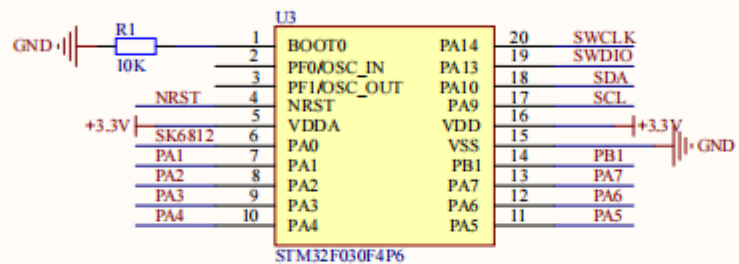 U3
R1
GND
10K
1 BOOT0 PA14 20 SWCLK
2 PF0/OSC_IN PA13 19 SWDIO
3 PF1/OSC_OUT PA10 18 SDA
NRST 4 NRST PA9 17 SCL
+3.3V 5 VDDA VDD 16 +3.3V
SK6812 6 PA0 VSS 15 GND
PA1 7 PA1 PB1 14 PB1
PA2 8 PA2 PA7 13 PA7
PA3 9 PA3 PA6 12 PA6
PA4 10 PA4 PA5 11 PA5
STM32F030F4P6